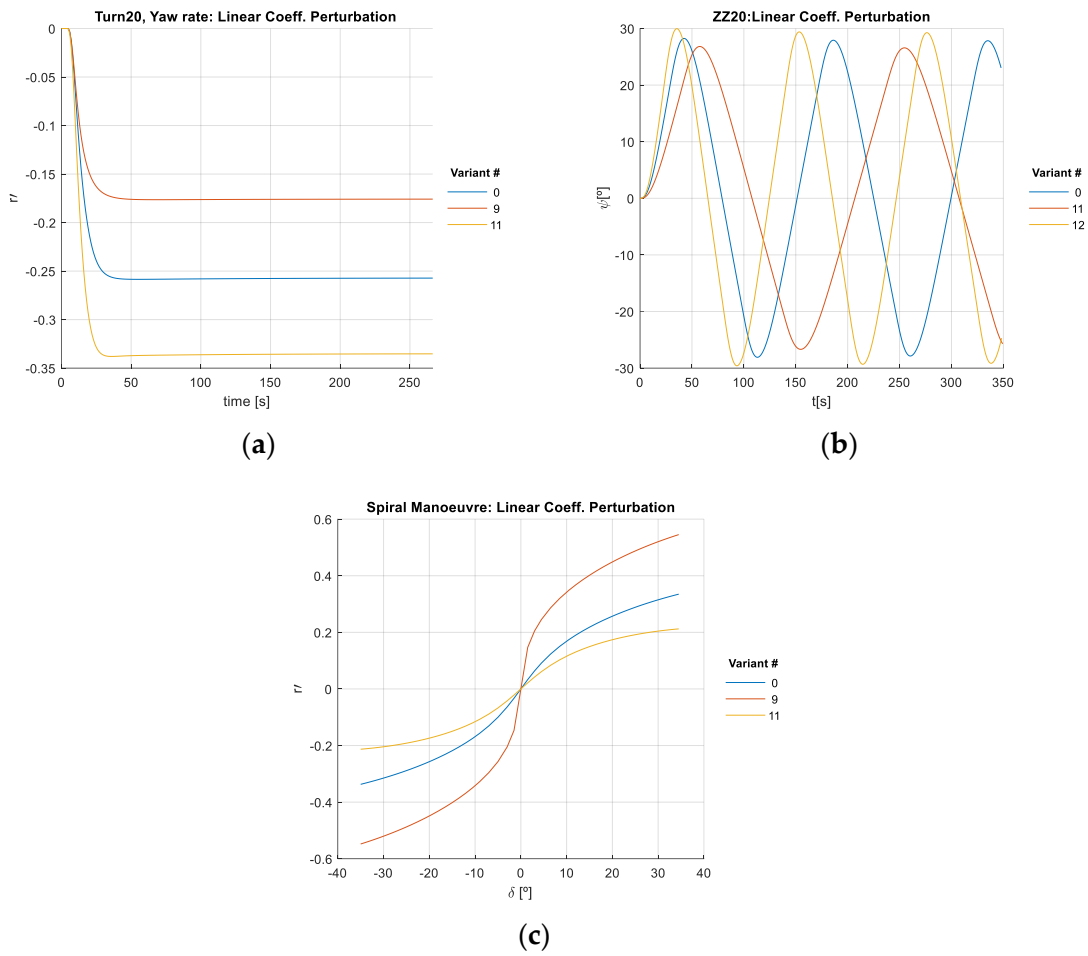 Turn20, Yaw rate: Linear Coeff. Perturbation
0
-0.05
-0.1
-0.15
-0.2
-0.25
-0.3
-0.35
r′
0 50 100 150 200 250
time [s]
Variant #
0
9
11
(a)
ZZ20:Linear Coeff. Perturbation
30
20
10
0
-10
-20
-30
ψ[º]
0 50 100 150 200 250 300 350
t[s]
Variant #
0
11
12
(b)
Spiral Manoeuvre: Linear Coeff. Perturbation
0.6
0.4
0.2
0
-0.2
-0.4
-0.6
r′
-40 -30 -20 -10 0 10 20 30 40
δ [º]
Variant #
0
9
11
(c)